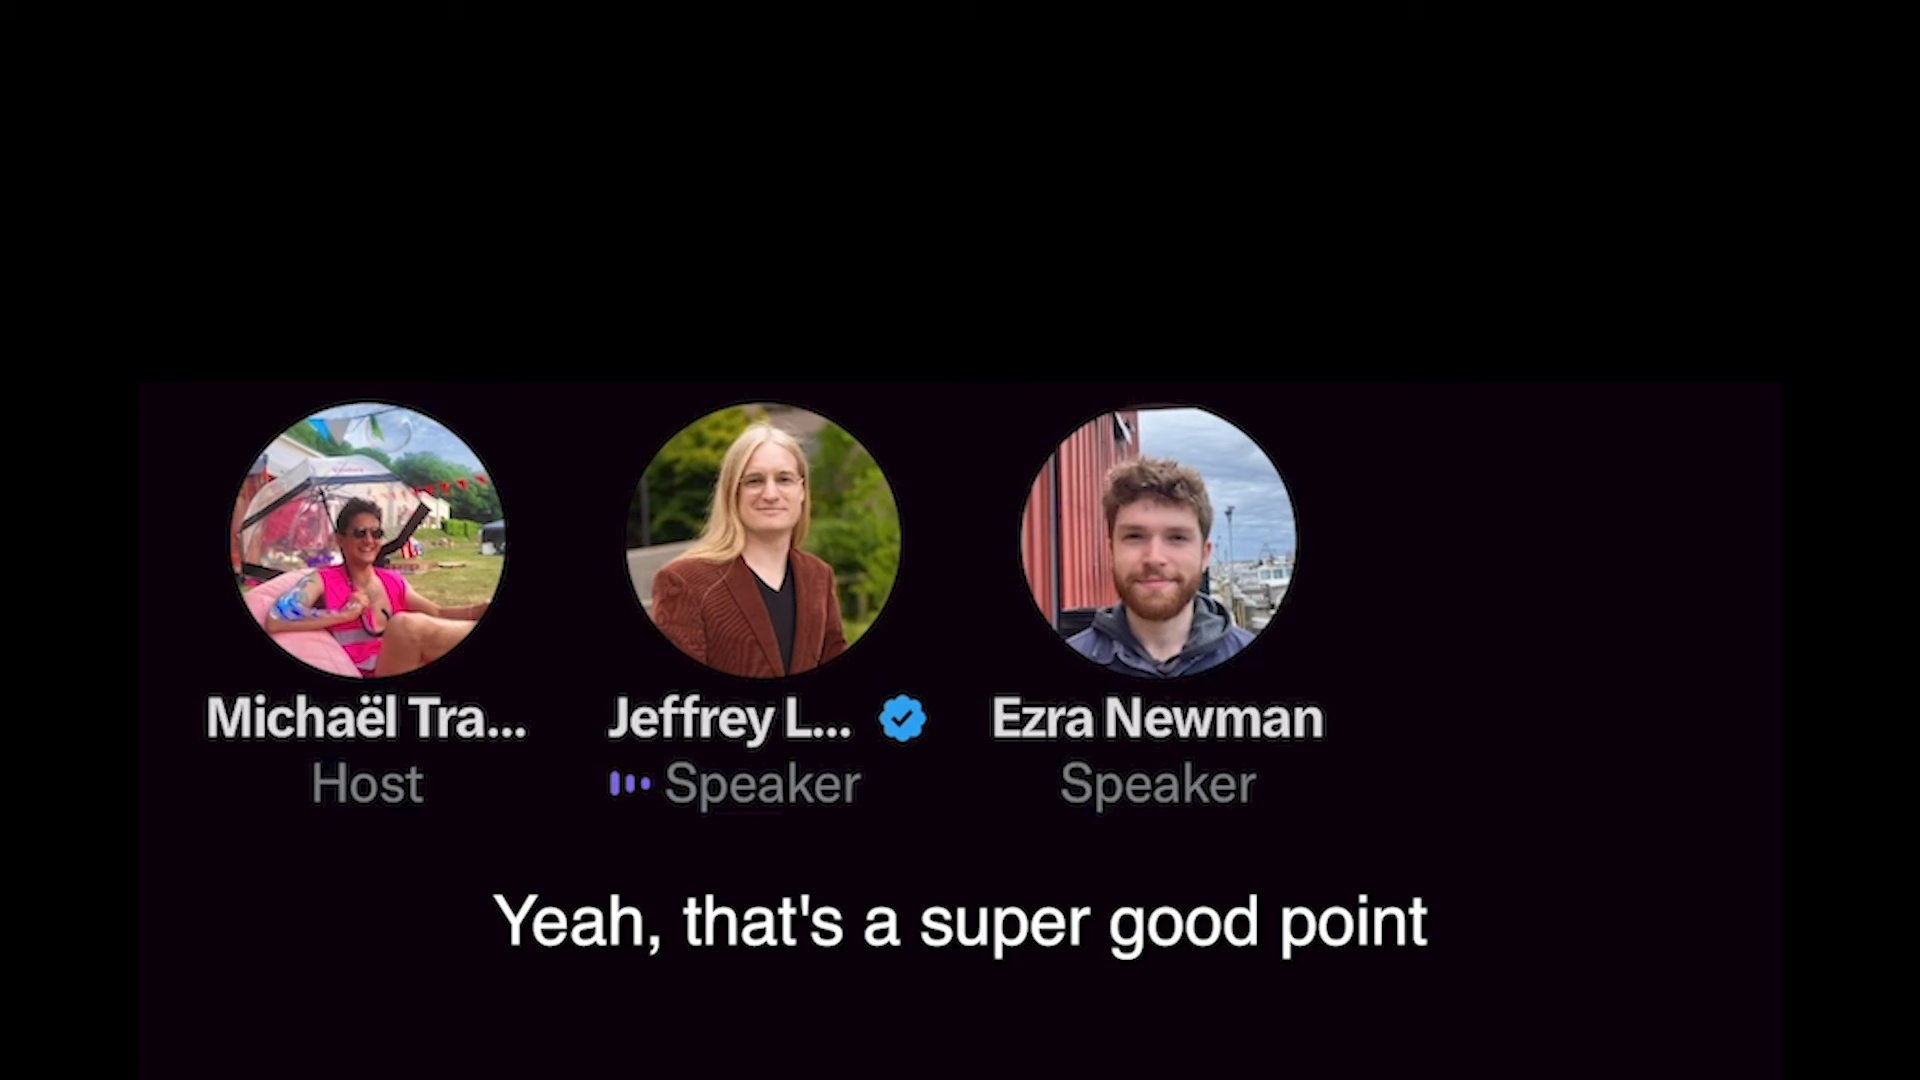 Michaël Tra...
Jeffrey L...
Ezra Newman
Host
Speaker
Speaker
Yeah, that's a super good point